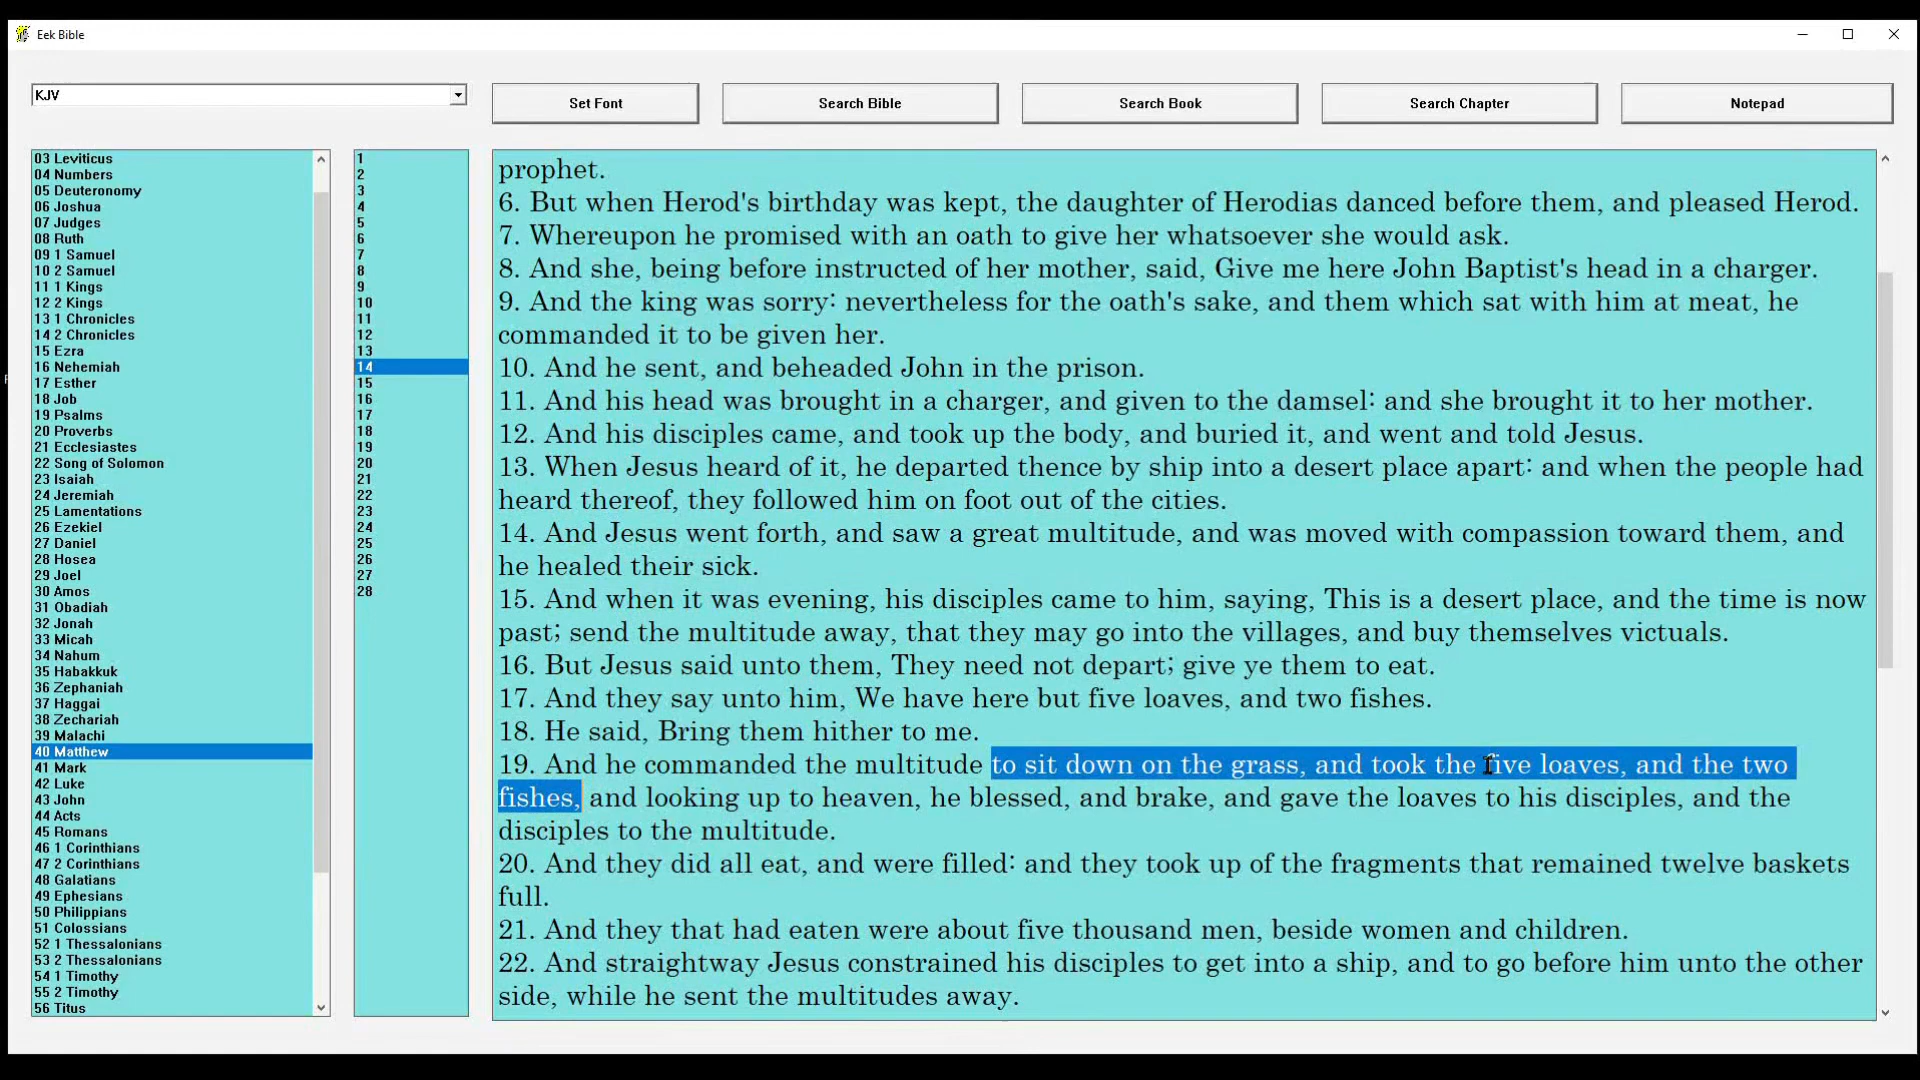 Eek Bible
KJV
Set Font
Search Bible
Search Book
Search Chapter
Notepad
03 Leviticus
04 Numbers
05 Deuteronomy
06 Joshua
07 Judges
08 Ruth
09 1 Samuel
10 2 Samuel
11 1 Kings
12 2 Kings
13 1 Chronicles
14 2 Chronicles
15 Ezra
16 Nehemiah
17 Esther
18 Job
19 Psalms
20 Proverbs
21 Ecclesiastes
22 Song of Solomon
23 Isaiah
24 Jeremiah
25 Lamentations
26 Ezekiel
27 Daniel
28 Hosea
29 Joel
30 Amos
31 Obadiah
32 Jonah
33 Micah
34 Nahum
35 Habakkuk
36 Zephaniah
37 Haggai
38 Zechariah
39 Malachi
40 Matthew
41 Mark
42 Luke
43 John
44 Acts
45 Romans
46 1 Corinthians
47 2 Corinthians
48 Galatians
49 Ephesians
50 Philippians
51 Colossians
52 1 Thessalonians
53 2 Thessalonians
54 1 Timothy
55 2 Timothy
56 Titus
1
2
3
4
5
6
7
8
9
10
11
12
13
14
15
16
17
18
19
20
21
22
23
24
25
26
27
28
prophet.
6. But when Herod's birthday was kept, the daughter of Herodias danced before them, and pleased Herod.
7. Whereupon he promised with an oath to give her whatsoever she would ask.
8. And she, being before instructed of her mother, said, Give me here John Baptist's head in a charger.
9. And the king was sorry: nevertheless for the oath's sake, and them which sat with him at meat, he
commanded it to be given her.
10. And he sent, and beheaded John in the prison.
11. And his head was brought in a charger, and given to the damsel: and she brought it to her mother.
12. And his disciples came, and took up the body, and buried it, and went and told Jesus.
13. When Jesus heard of it, he departed thence by ship into a desert place apart: and when the people had
heard thereof, they followed him on foot out of the cities.
14. And Jesus went forth, and saw a great multitude, and was moved with compassion toward them, and
he healed their sick.
15. And when it was evening, his disciples came to him, saying, This is a desert place, and the time is now
past; send the multitude away, that they may go into the villages, and buy themselves victuals.
16. But Jesus said unto them, They need not depart; give ye them to eat.
17. And they say unto him, We have here but five loaves, and two fishes.
18. He said, Bring them hither to me.
19. And he commanded the multitude to sit down on the grass, and took the five loaves, and the two
fishes, and looking up to heaven, he blessed, and brake, and gave the loaves to his disciples, and the
disciples to the multitude.
20. And they did all eat, and were filled: and they took up of the fragments that remained twelve baskets
full.
21. And they that had eaten were about five thousand men, beside women and children.
22. And straightway Jesus constrained his disciples to get into a ship, and to go before him unto the other
side, while he sent the multitudes away.